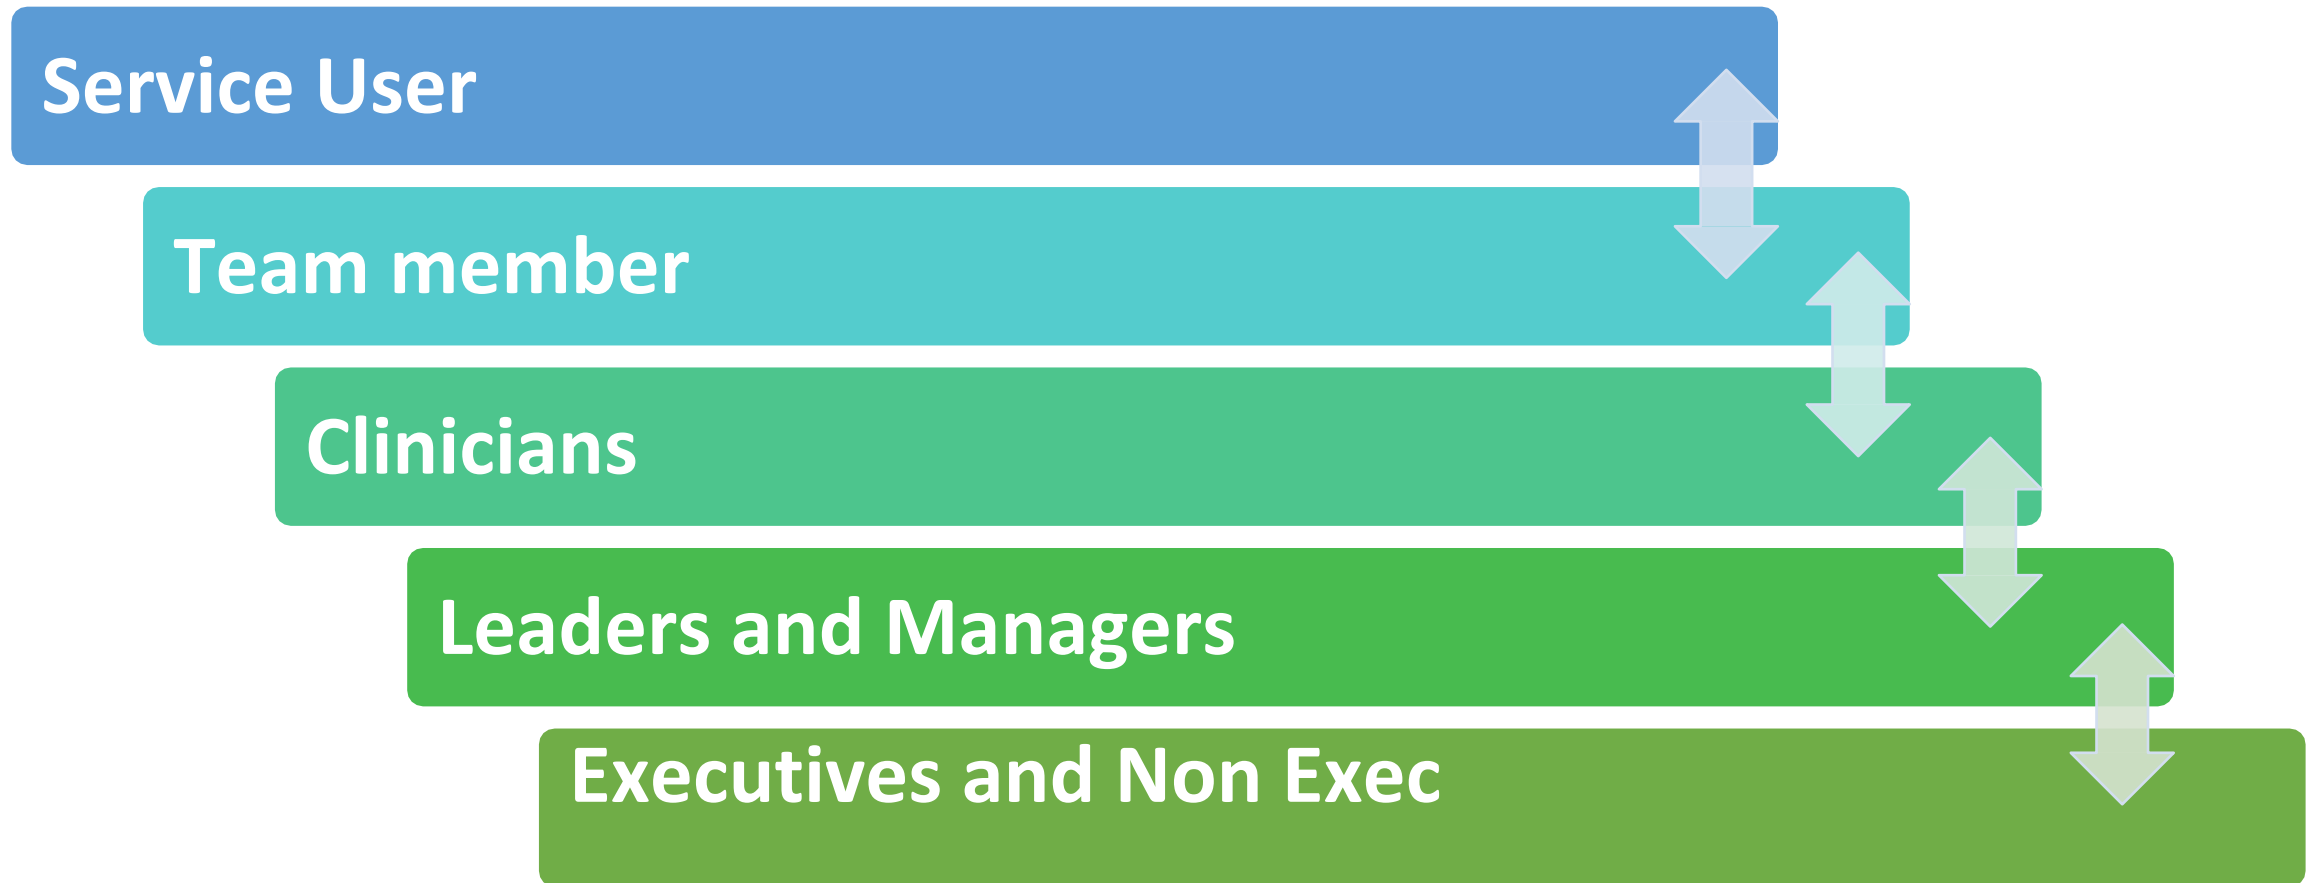 Service User
Team member
Clinicians
Leaders and Managers
Executives and Non Exec